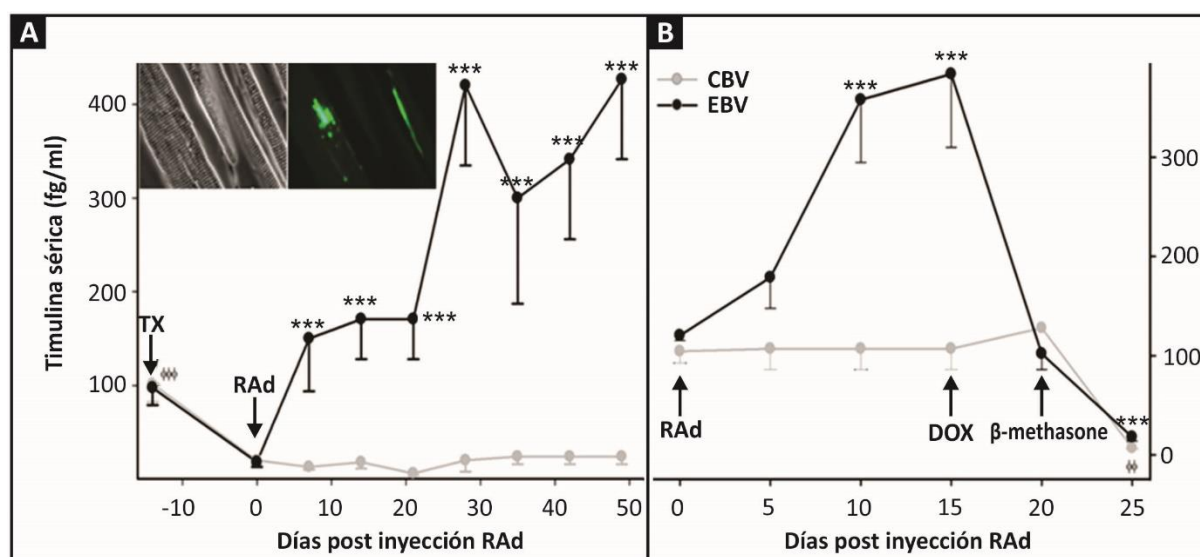 A
B
CBV
EBV
Timulina sérica (fg/ml)
400
300
200
100
TX
RAd
***
***
***
***
***
***
***
-10 0 10 20 30 40 50
Días post inyección RAd
***
***
***
RAd
DOX
β-methasone
300
200
100
0
0 5 10 15 20 25
Días post inyección RAd